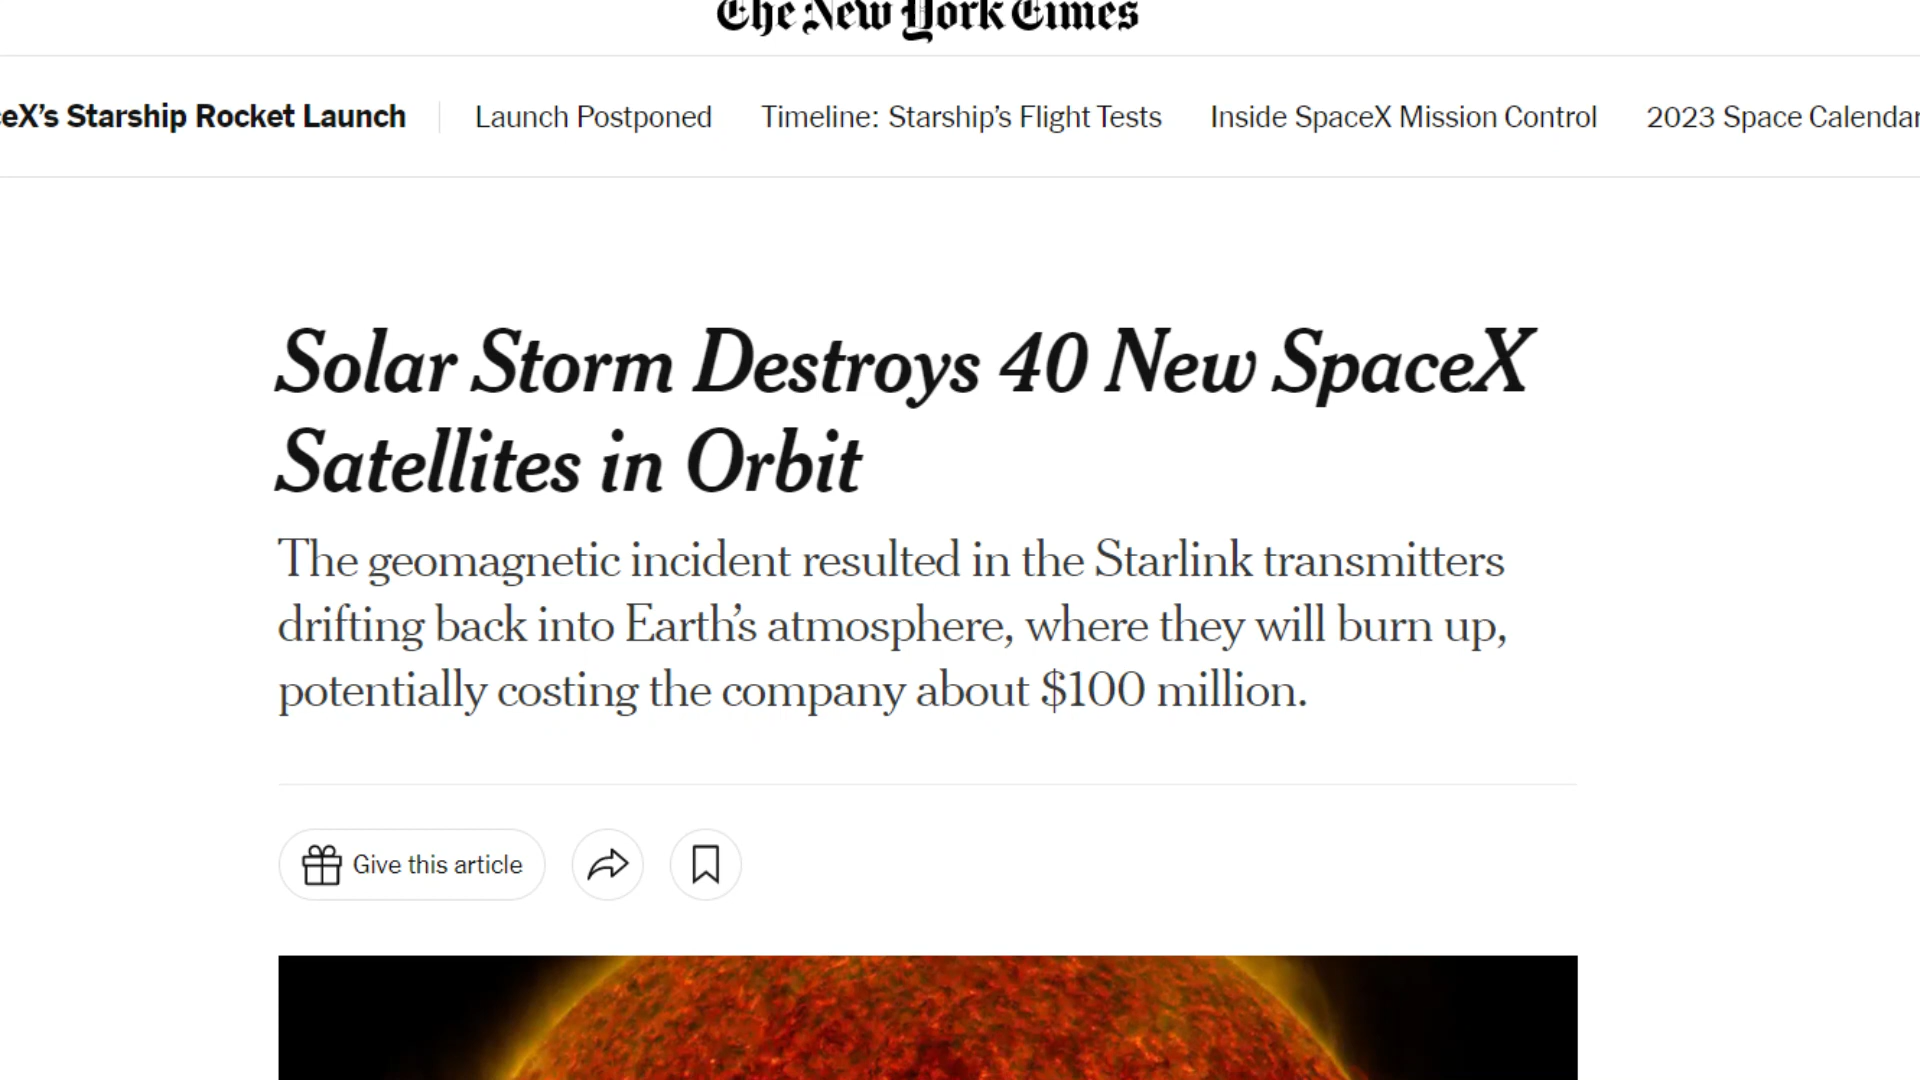 The New York Times
eX's Starship Rocket Launch
Launch Postponed
Timeline: Starship's Flight Tests
Inside SpaceX Mission Control
2023 Space Calendar
Solar Storm Destroys 40 New SpaceX
Satellites in Orbit
The geomagnetic incident resulted in the Starlink transmitters
drifting back into Earth's atmosphere, where they will burn up,
potentially costing the company about $100 million.
Give this article